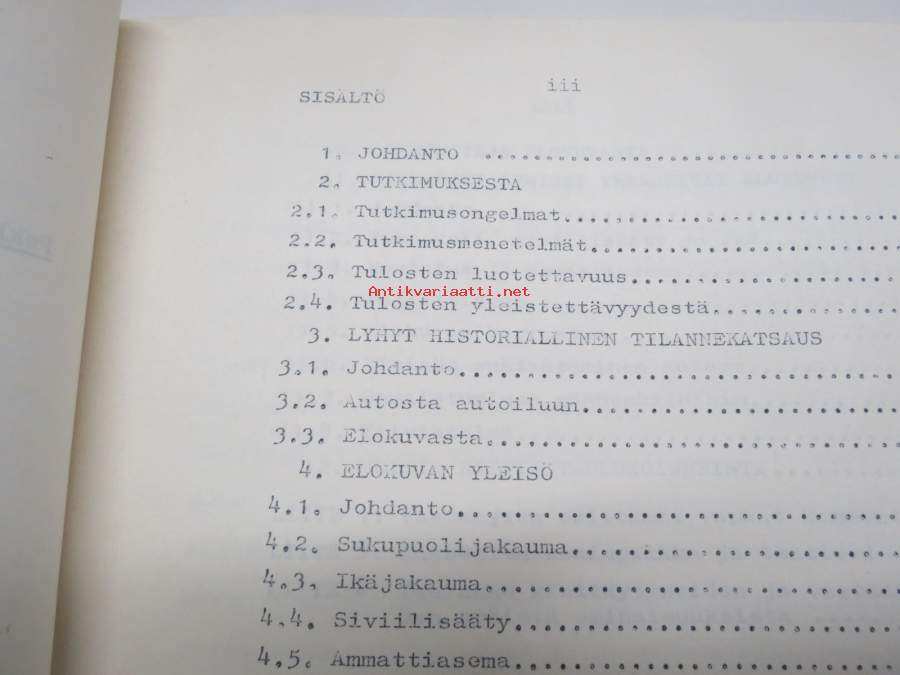 iii
SISÄLTÖ
1. JOHDANTO ........................................
2. TUTKIMUKSESTA
2.1. Tutkimusongelmat..............................
2.2. Tutkimusmenetelmät............................
2.3. Tulosten luotettavuus.........................
Antikvariaatti.net
2.4. Tulosten yleistettävyydestä...................
3. LYHYT HISTORIALLINEN TILANNEKATSAUS
3.1. Johdanto......................................
3.2. Autosta autoiluun.............................
3.3. Elokuvasta....................................
4. ELOKUVAN YLEISÖ
4.1. Johdanto......................................
4.2. Sukupuolijakauma..............................
4.3. Ikäjakauma....................................
4.4. Siviilisääty..................................
4.5. Ammattiasema..................................